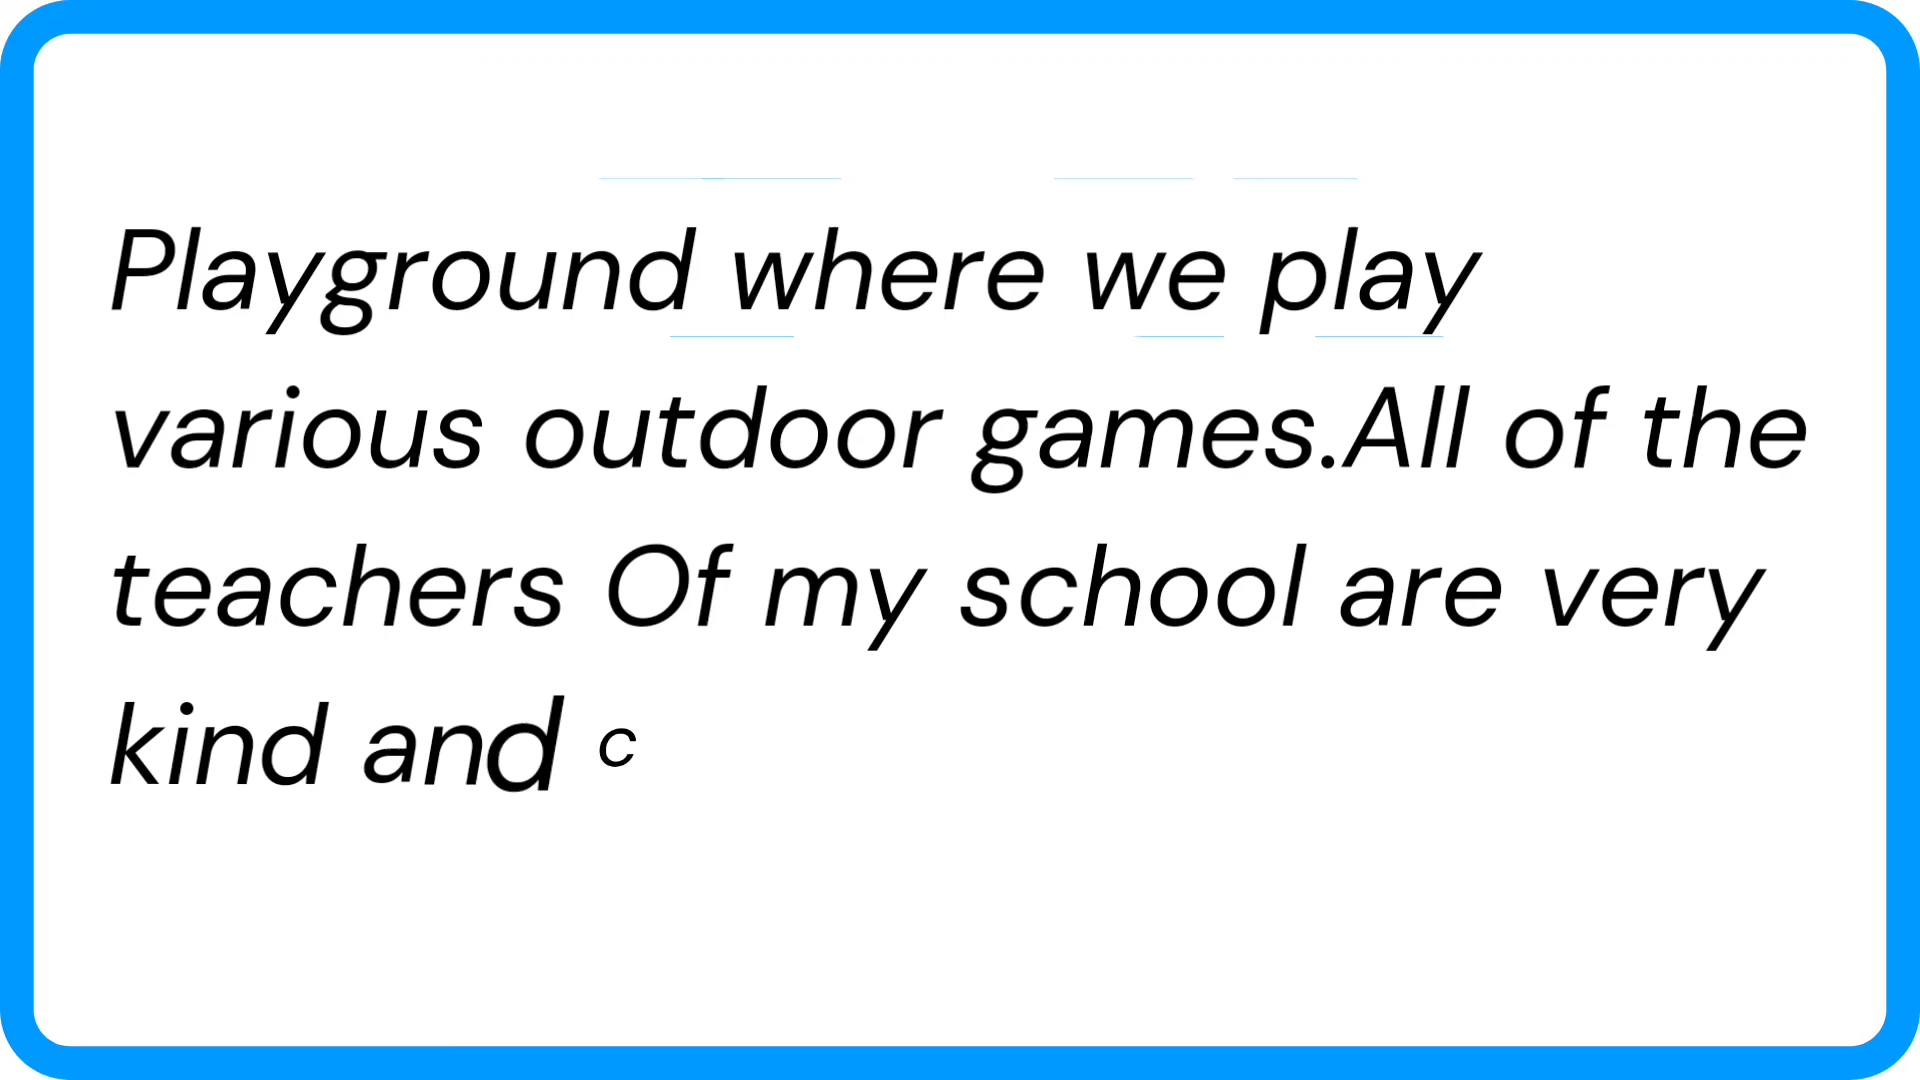 Playground where we play
various outdoor games.All of the
teachers Of my school are very
kind and c